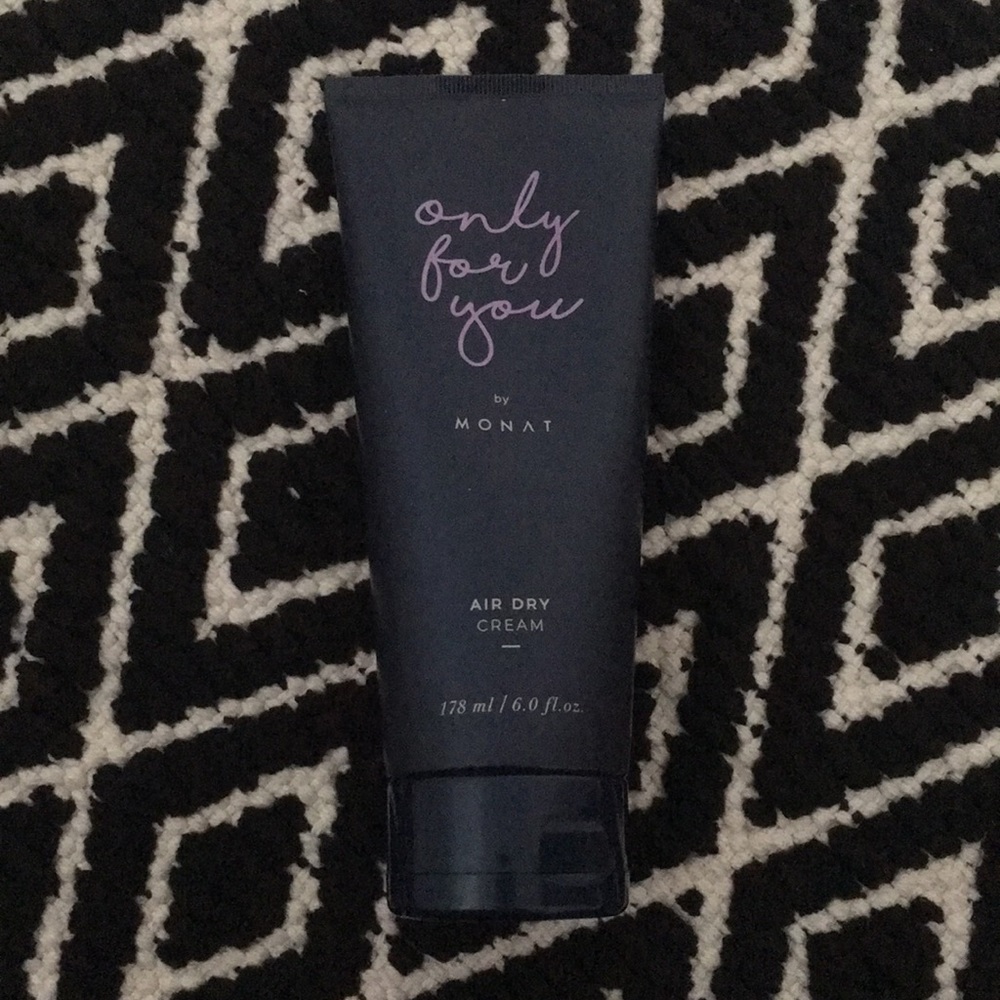 only
for
you
by
MONAT
AIR DRY
CREAM
178 ml / 6.0 fl.oz.